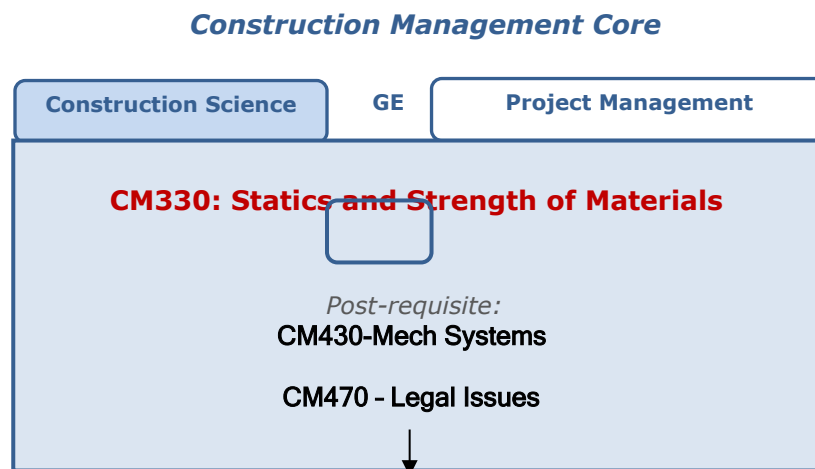 Construction Management Core
Construction Science GE Project Management
CM330: Statics and Strength of Materials
Post-requisite:
CM430-Mech Systems
CM470 - Legal Issues